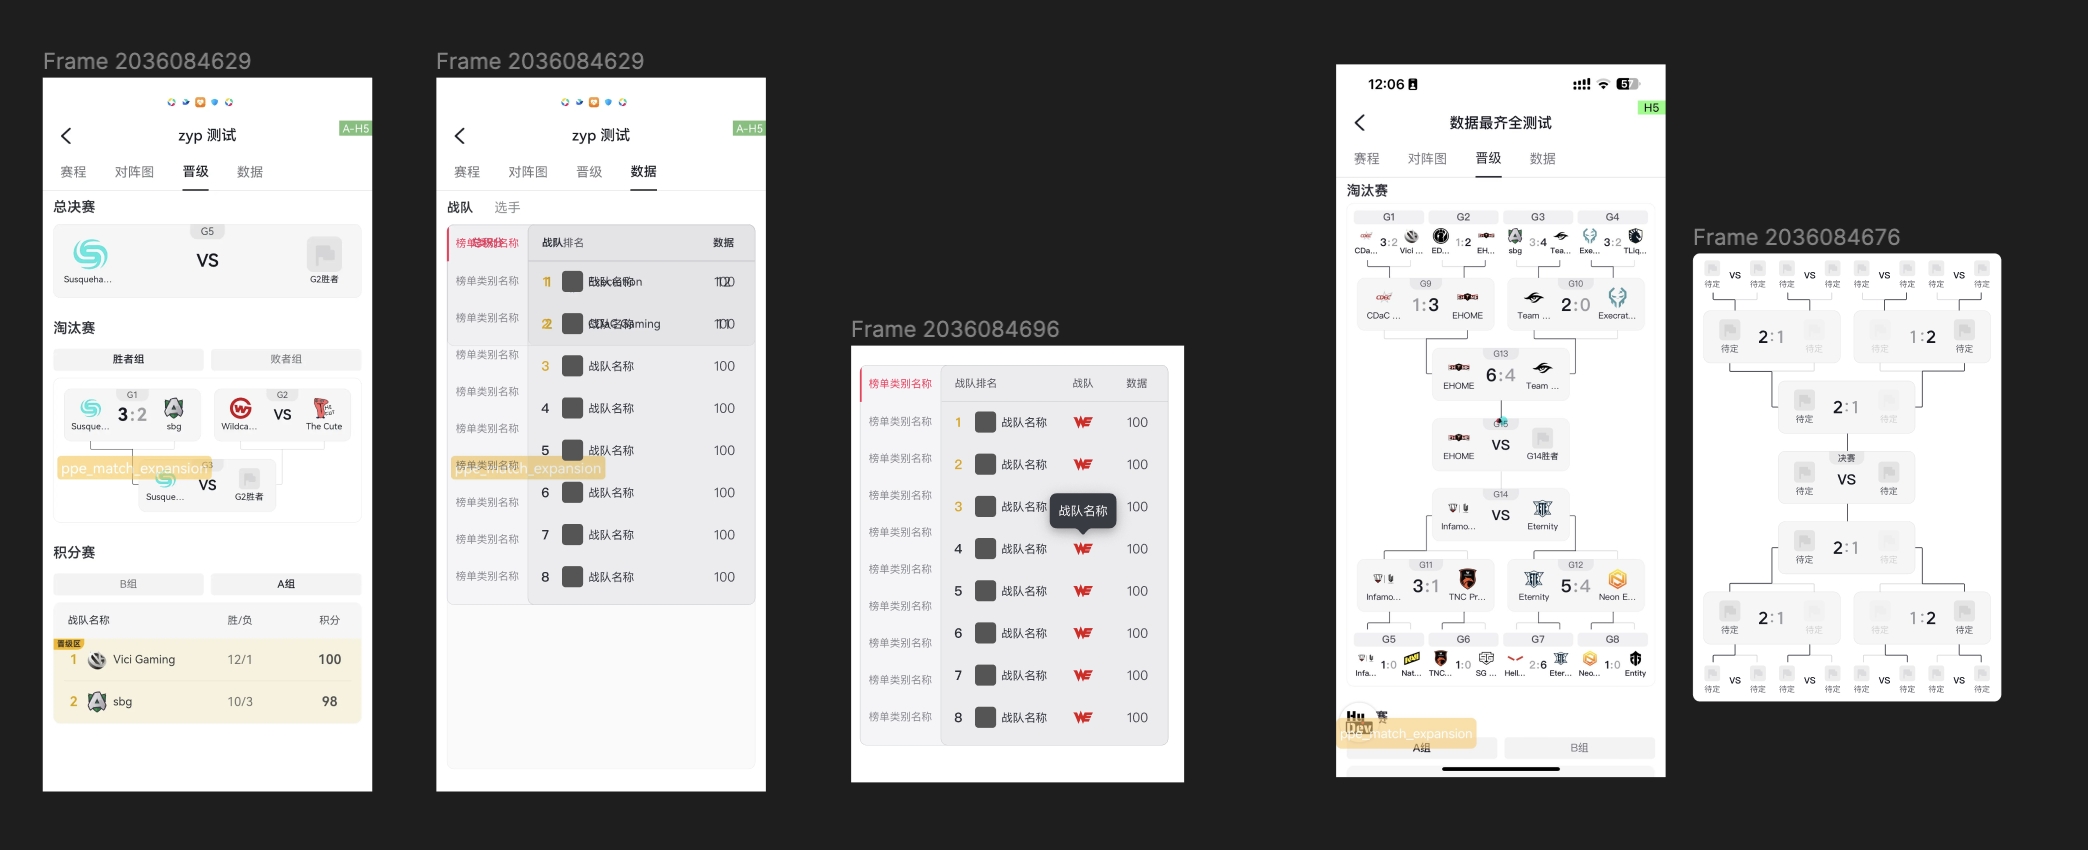 Frame 2036084629
zyp 测试
A-H5
赛程 对阵图 晋级 数据
总决赛
G5
Susqueha... VS G2胜者
淘汰赛
胜者组 败者组
G1 G2
3:2 VS
Susque... sbg Wildca... The Cute
ppe_match_expansion
VS
Susque... G2胜者
积分赛
B组 A组
战队名称 胜/负 积分
晋级区
1 Vici Gaming 12/1 100
2 sbg 10/3 98
Frame 2036084629
zyp 测试
A-H5
赛程 对阵图 晋级 数据
战队 选手
战队排名 数据
榜单类别名称
榜单类别名称
榜单类别名称
榜单类别名称
榜单类别名称
榜单类别名称
榜单类别名称
榜单类别名称
榜单类别名称
3 战队名称 100
4 战队名称 100
5 战队名称 100
ppe_match_expansion
6 战队名称 100
7 战队名称 100
8 战队名称 100
Frame 2036084696
榜单类别名称
榜单类别名称
榜单类别名称
榜单类别名称
榜单类别名称
榜单类别名称
榜单类别名称
榜单类别名称
榜单类别名称
榜单类别名称
战队排名 战队 数据
1 战队名称 100
2 战队名称 100
3 战队名称 100
战队名称
4 战队名称 100
5 战队名称 100
6 战队名称 100
7 战队名称 100
8 战队名称 100
12:06 57
H5
数据最齐全测试
赛程 对阵图 晋级 数据
淘汰赛
G1 G2 G3 G4
3:2 1:2 3:4 3:2
CDa... Vici ... ED... EH... sbg Tea... Exe... TLiq...
G9 G10
1:3 2:0
CDaC ... EHOME Team ... Execrat...
G13
6:4
EHOME Team ...
VS
EHOME G14胜者
G14
VS
Infamo... Eternity
G11 G12
3:1 5:4
Infamo... TNC Pr... Eternity Neon E...
G5 G6 G7 G8
1:0 1:0 2:6 1:0
Infa... Nat... TNC... SG ... Hell... Eter... Neo... Entity
赛
Dev
ppe_match_expansion
A组 B组
Frame 2036084676
VS VS VS VS
待定 待定 待定 待定 待定 待定 待定 待定
2:1 1:2
待定 待定 待定 待定
2:1
待定 待定
决赛
VS
待定 待定
2:1
待定 待定
2:1 1:2
待定 待定 待定 待定
VS VS VS VS
待定 待定 待定 待定 待定 待定 待定 待定